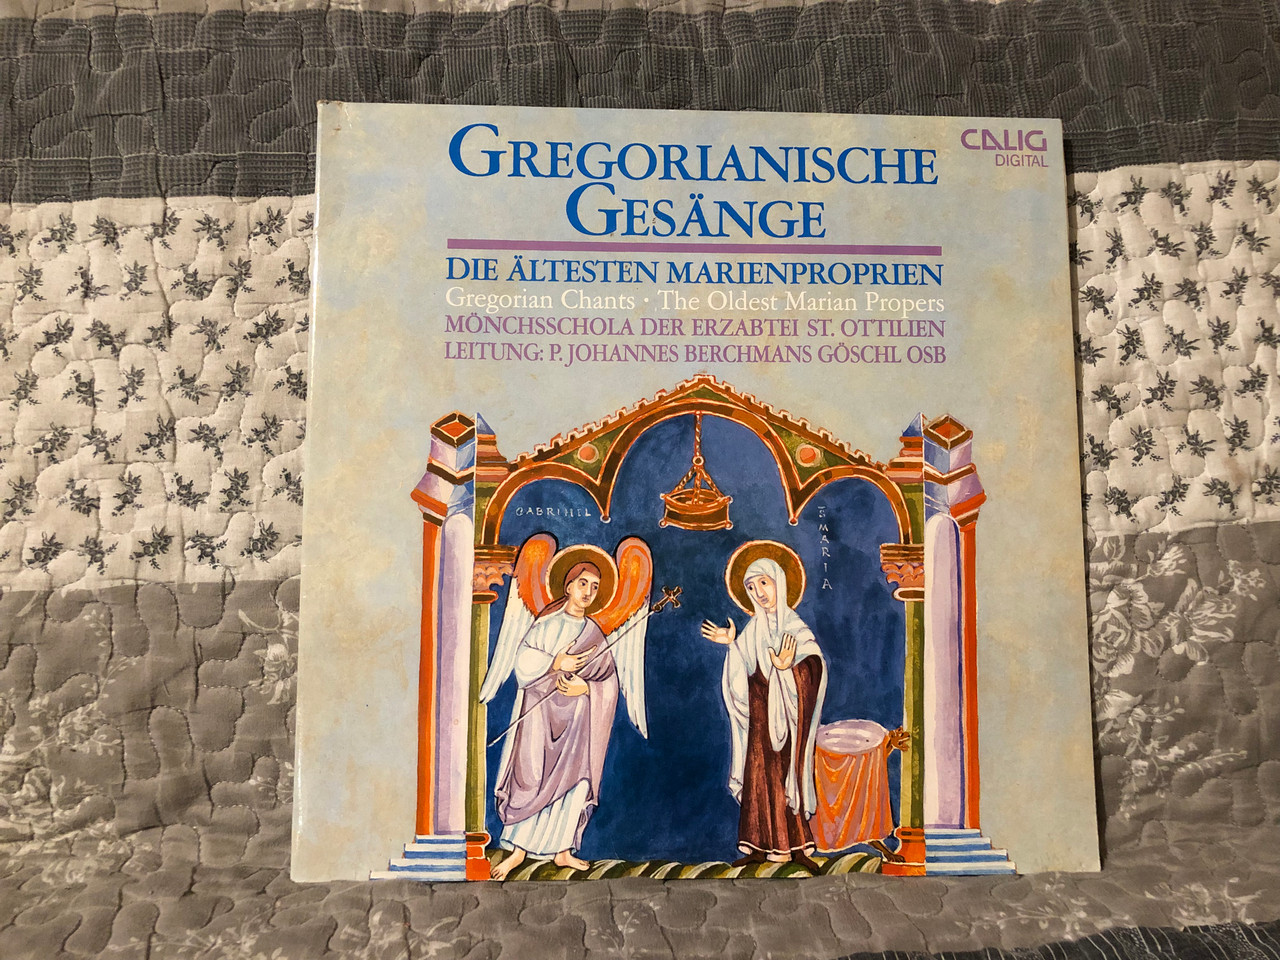 CALIG
DIGITAL
GREGORIANISCHE
GESÄNGE
DIE ÄLTESTEN MARIENPROPRIEN
Gregorian Chants · The Oldest Marian Propers
MÖNCHSSCHOLA DER ERZABTEI ST. OTTILIEN
LEITUNG: P. JOHANNES BERCHMANS GÖSCHL OSB
GABRIHEL
S MARIA